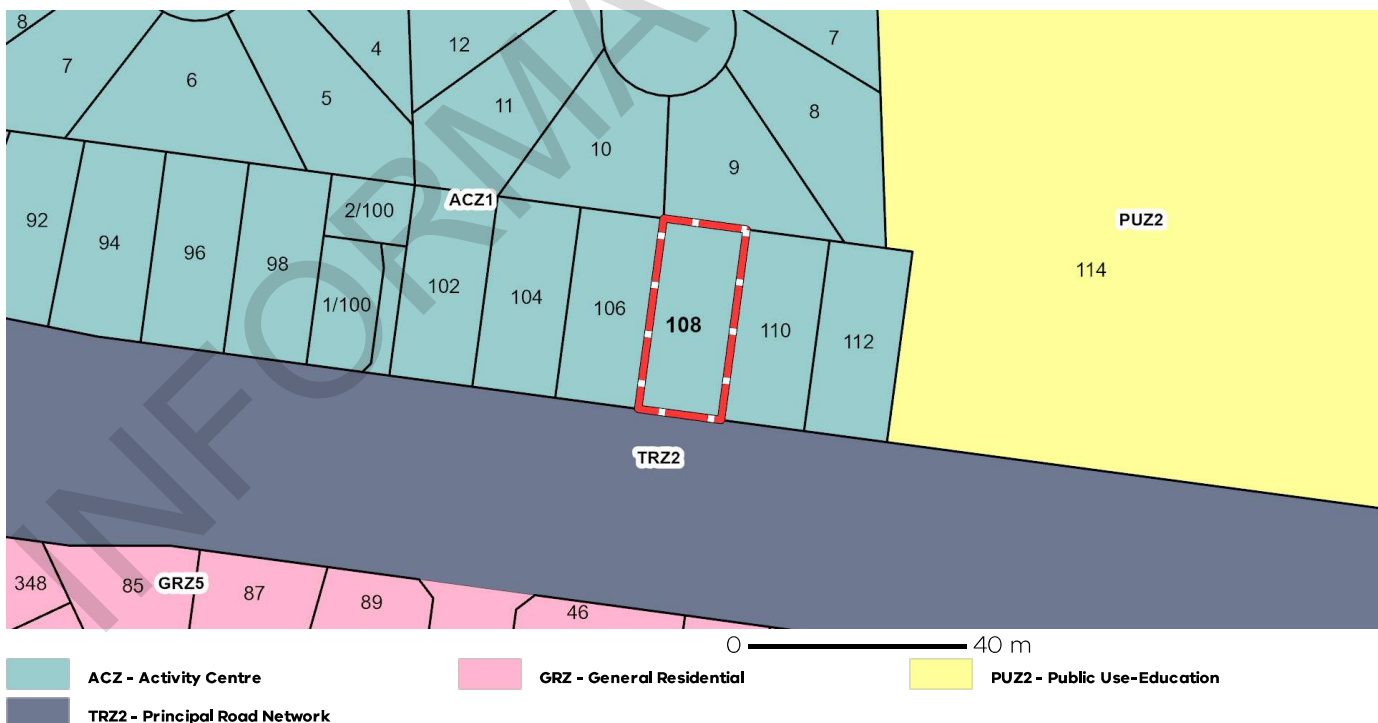 8
7
6
5
4
12
11
10
9
8
7
92
94
96
98
2/100
1/100
ACZ1
102
104
106
108
110
112
PUZ2
114
TRZ2
348
85
GRZ5
87
89
46
0 40 m
ACZ - Activity Centre
GRZ - General Residential
PUZ2 - Public Use-Education
TRZ2 - Principal Road Network
INFORMA